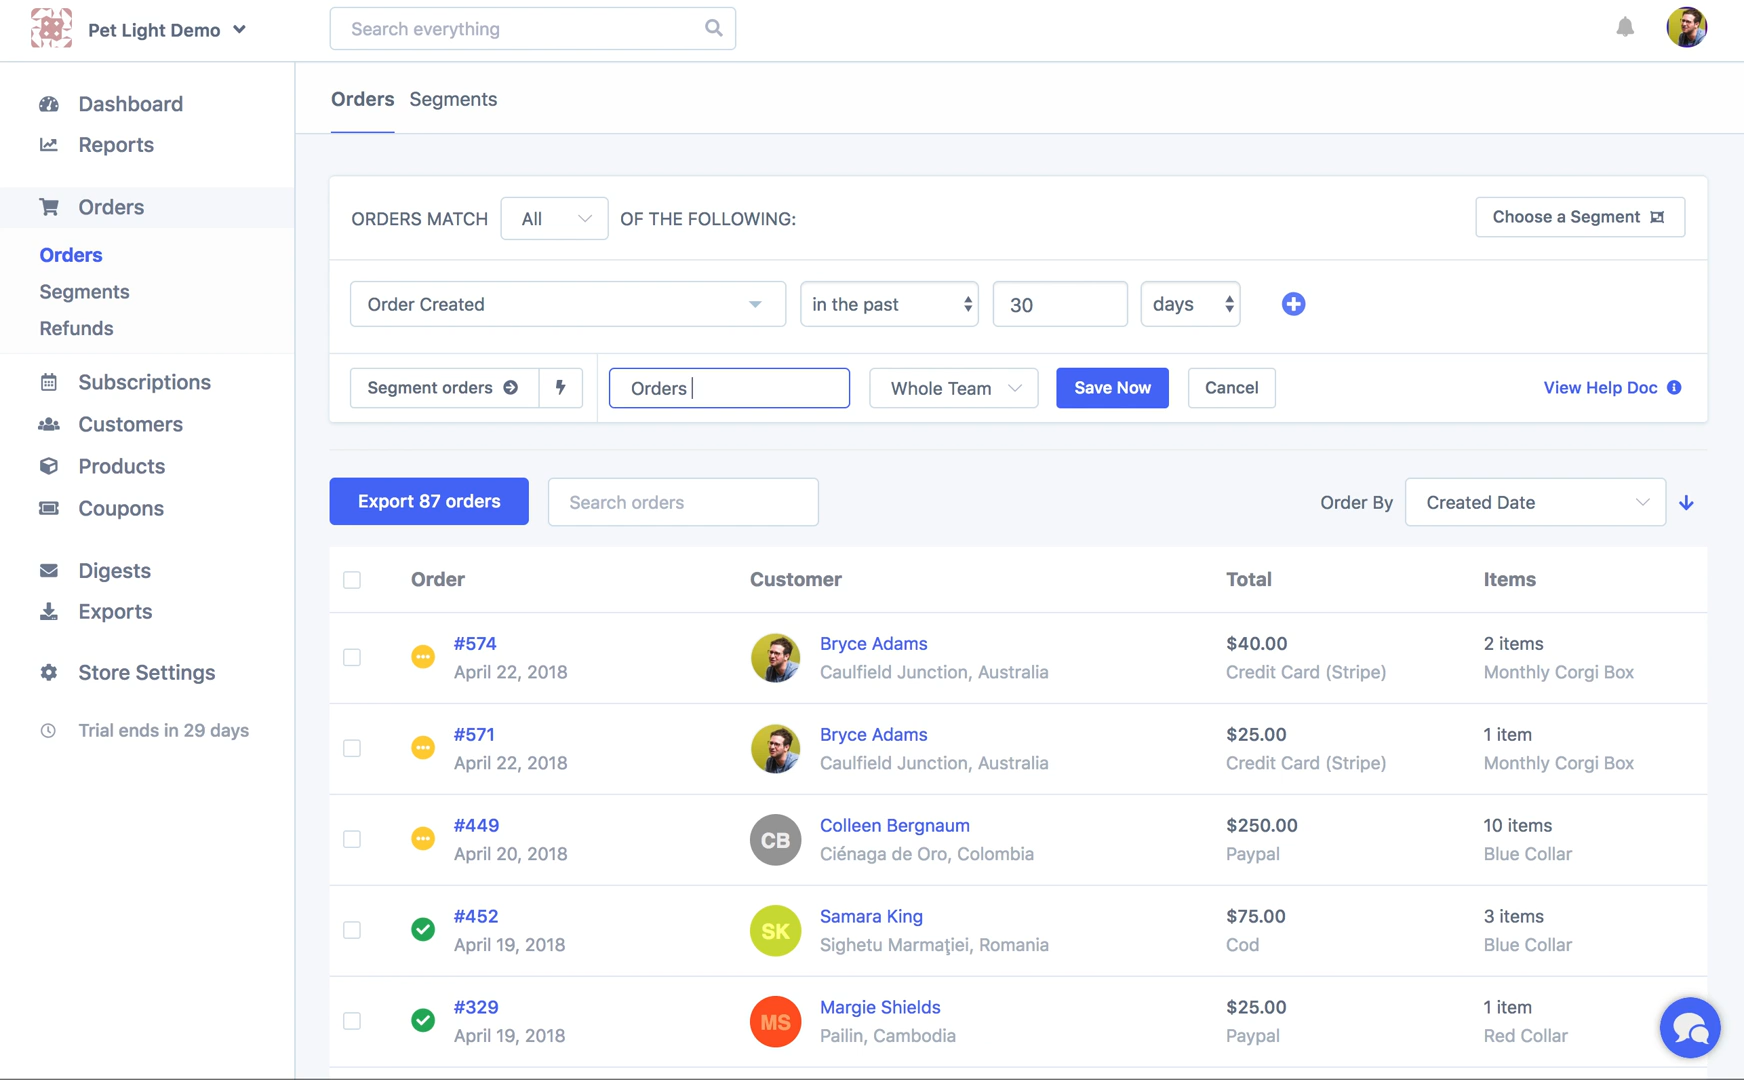 Pet Light Demo
Search everything
Dashboard
Reports
Orders
Orders
Segments
Refunds
Subscriptions
Customers
Products
Coupons
Digests
Exports
Store Settings
Trial ends in 29 days
Orders Segments
ORDERS MATCH All OF THE FOLLOWING: Choose a Segment
Order Created in the past 30 days
Segment orders Orders Whole Team Save Now Cancel View Help Doc
Export 87 orders Search orders Order By Created Date
Order Customer Total Items
#574 Bryce Adams $40.00 2 items
April 22, 2018 Caulfield Junction, Australia Credit Card (Stripe) Monthly Corgi Box
#571 Bryce Adams $25.00 1 item
April 22, 2018 Caulfield Junction, Australia Credit Card (Stripe) Monthly Corgi Box
#449 CB Colleen Bergnaum $250.00 10 items
April 20, 2018 Ciénaga de Oro, Colombia Paypal Blue Collar
#452 SK Samara King $75.00 3 items
April 19, 2018 Sighetu Marmaţiei, Romania Cod Blue Collar
#329 MS Margie Shields $25.00 1 item
April 19, 2018 Pailin, Cambodia Paypal Red Collar